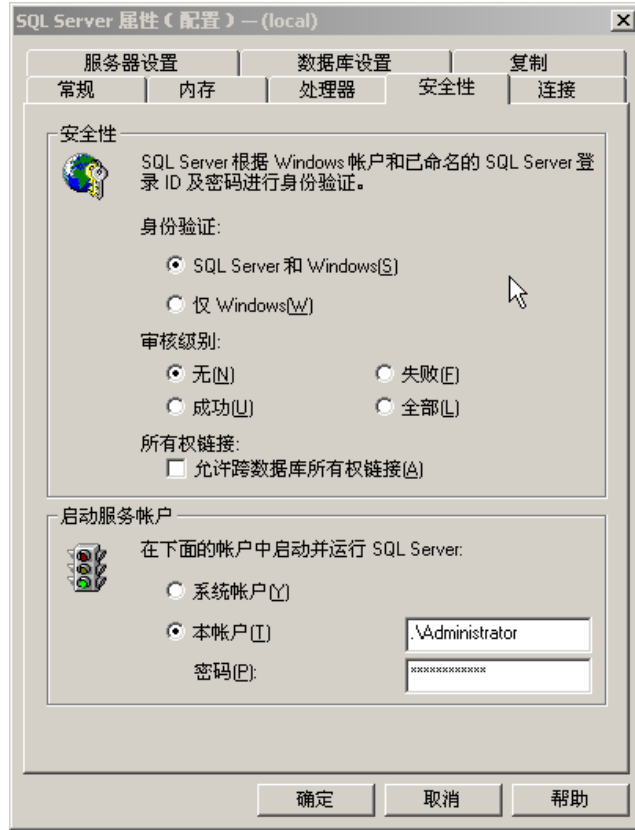 SQL Server 属性（配置）—(local)
服务器设置 数据库设置 复制
常规 内存 处理器 安全性 连接
安全性
SQL Server 根据 Windows 帐户和已命名的 SQL Server 登
录 ID 及密码进行身份验证。
身份验证:
SQL Server 和 Windows(S)
仅 Windows(W)
审核级别:
无(N) 失败(F)
成功(U) 全部(L)
所有权链接:
允许跨数据库所有权链接(A)
启动服务帐户
在下面的帐户中启动并运行 SQL Server:
系统帐户(Y)
本帐户(T) .\Administrator
密码(P): ************
确定 取消 帮助